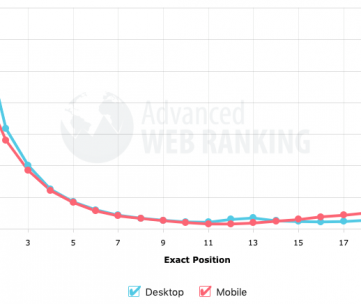 Advanced
WEB RANKING
3 5 7 9 11 13 15 17
Exact Position
Desktop Mobile